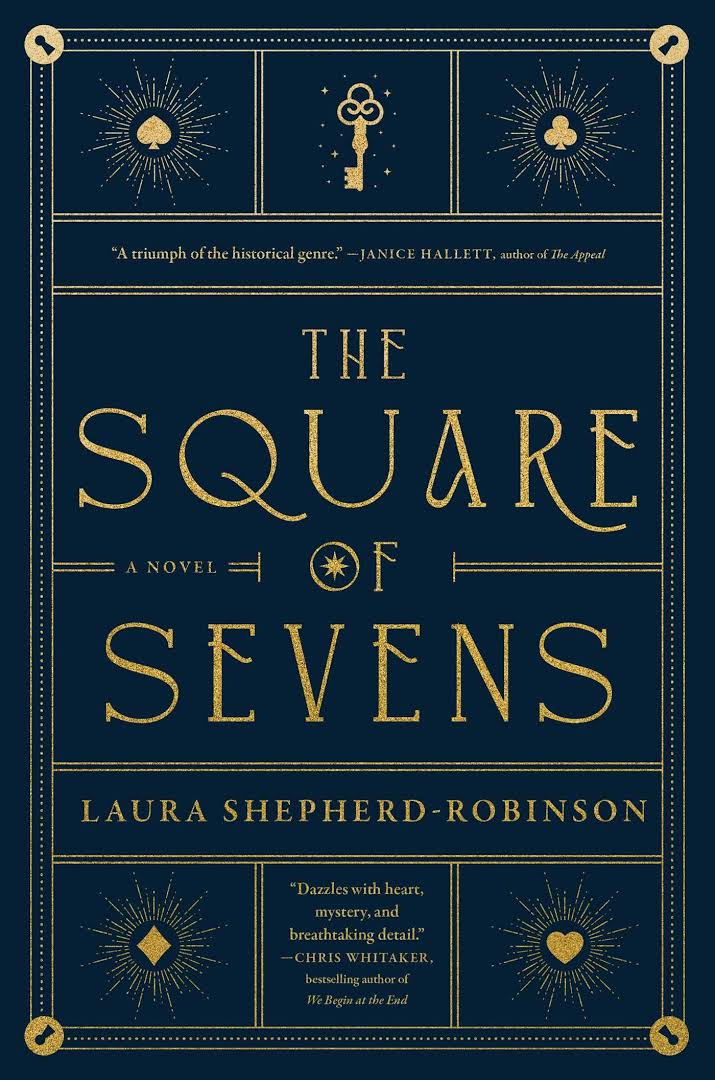 “A triumph of the historical genre.” —JANICE HALLETT, author of The Appeal
THE
SQUARE
A NOVEL
OF
SEVENS
LAURA SHEPHERD-ROBINSON
“Dazzles with heart,
mystery, and
breathtaking detail.”
—CHRIS WHITAKER,
bestselling author of
We Begin at the End